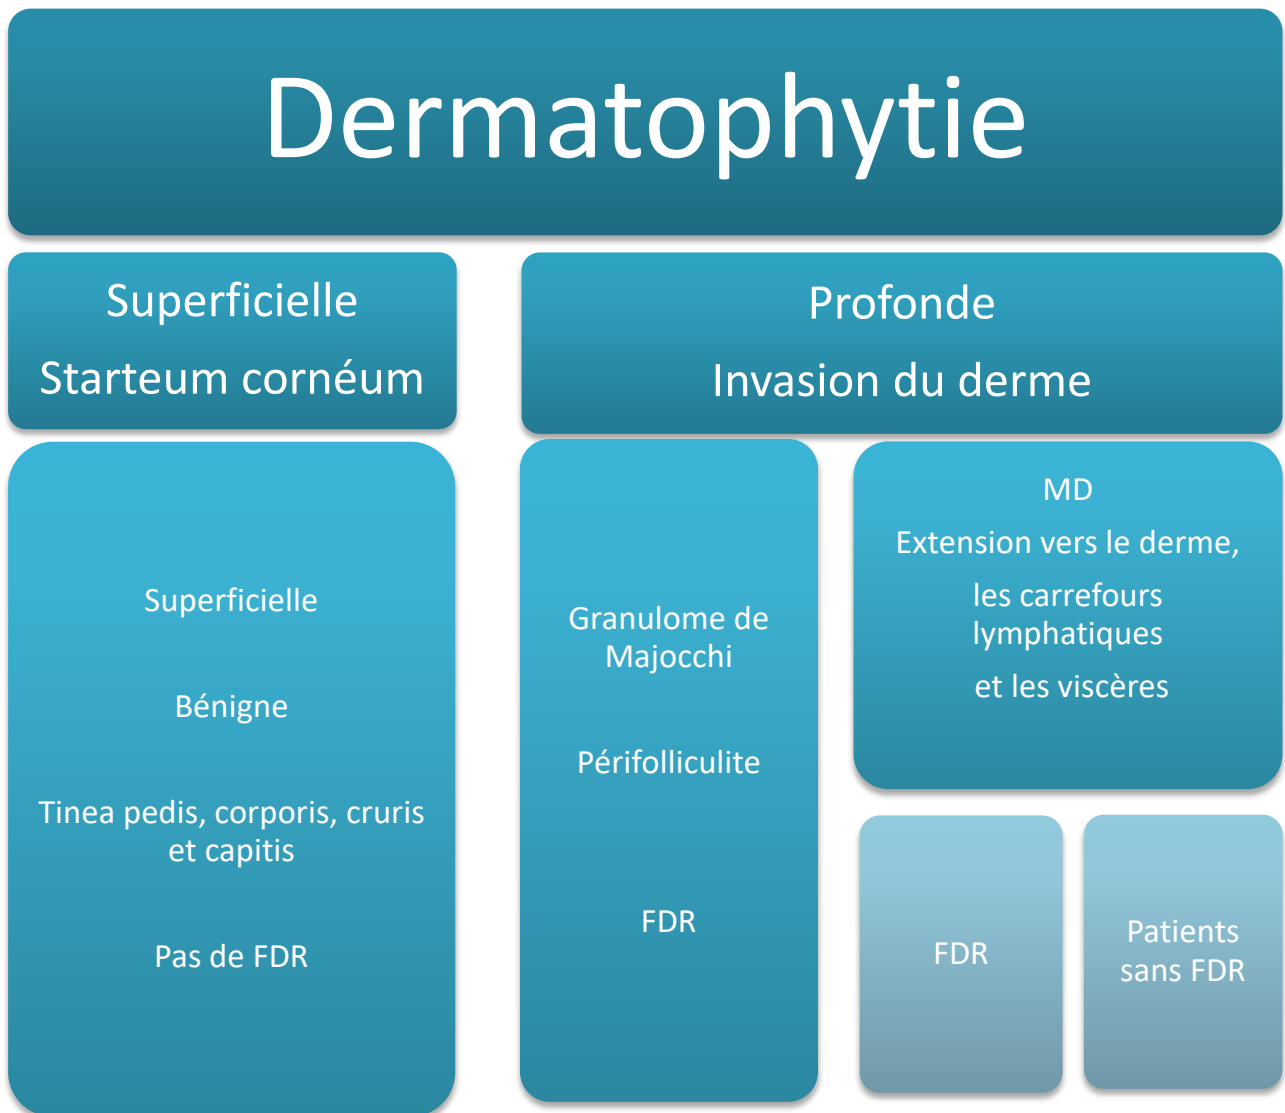 Dermatophytie
Superficielle
Starteum cornéum
Profonde
Invasion du derme
Superficielle
Bénigne
Tinea pedis, corporis, cruris
et capitis
Pas de FDR
Granulome de
Majocchi
Périfolliculite
FDR
MD
Extension vers le derme,
les carrefours
lymphatiques
et les viscères
FDR
Patients
sans FDR